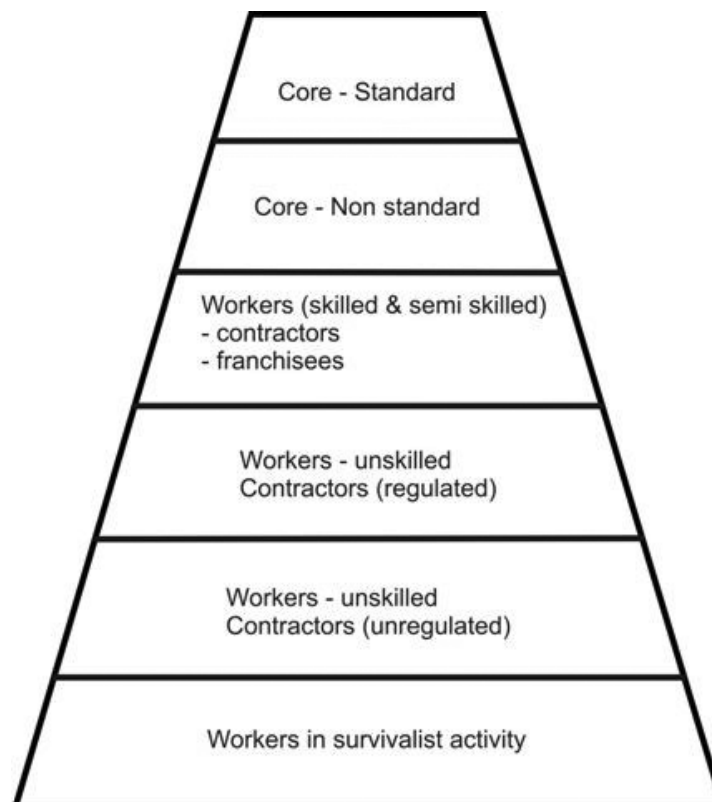 Core - Standard
Core - Non standard
Workers (skilled & semi skilled)
- contractors
- franchisees
Workers - unskilled
Contractors (regulated)
Workers - unskilled
Contractors (unregulated)
Workers in survivalist activity